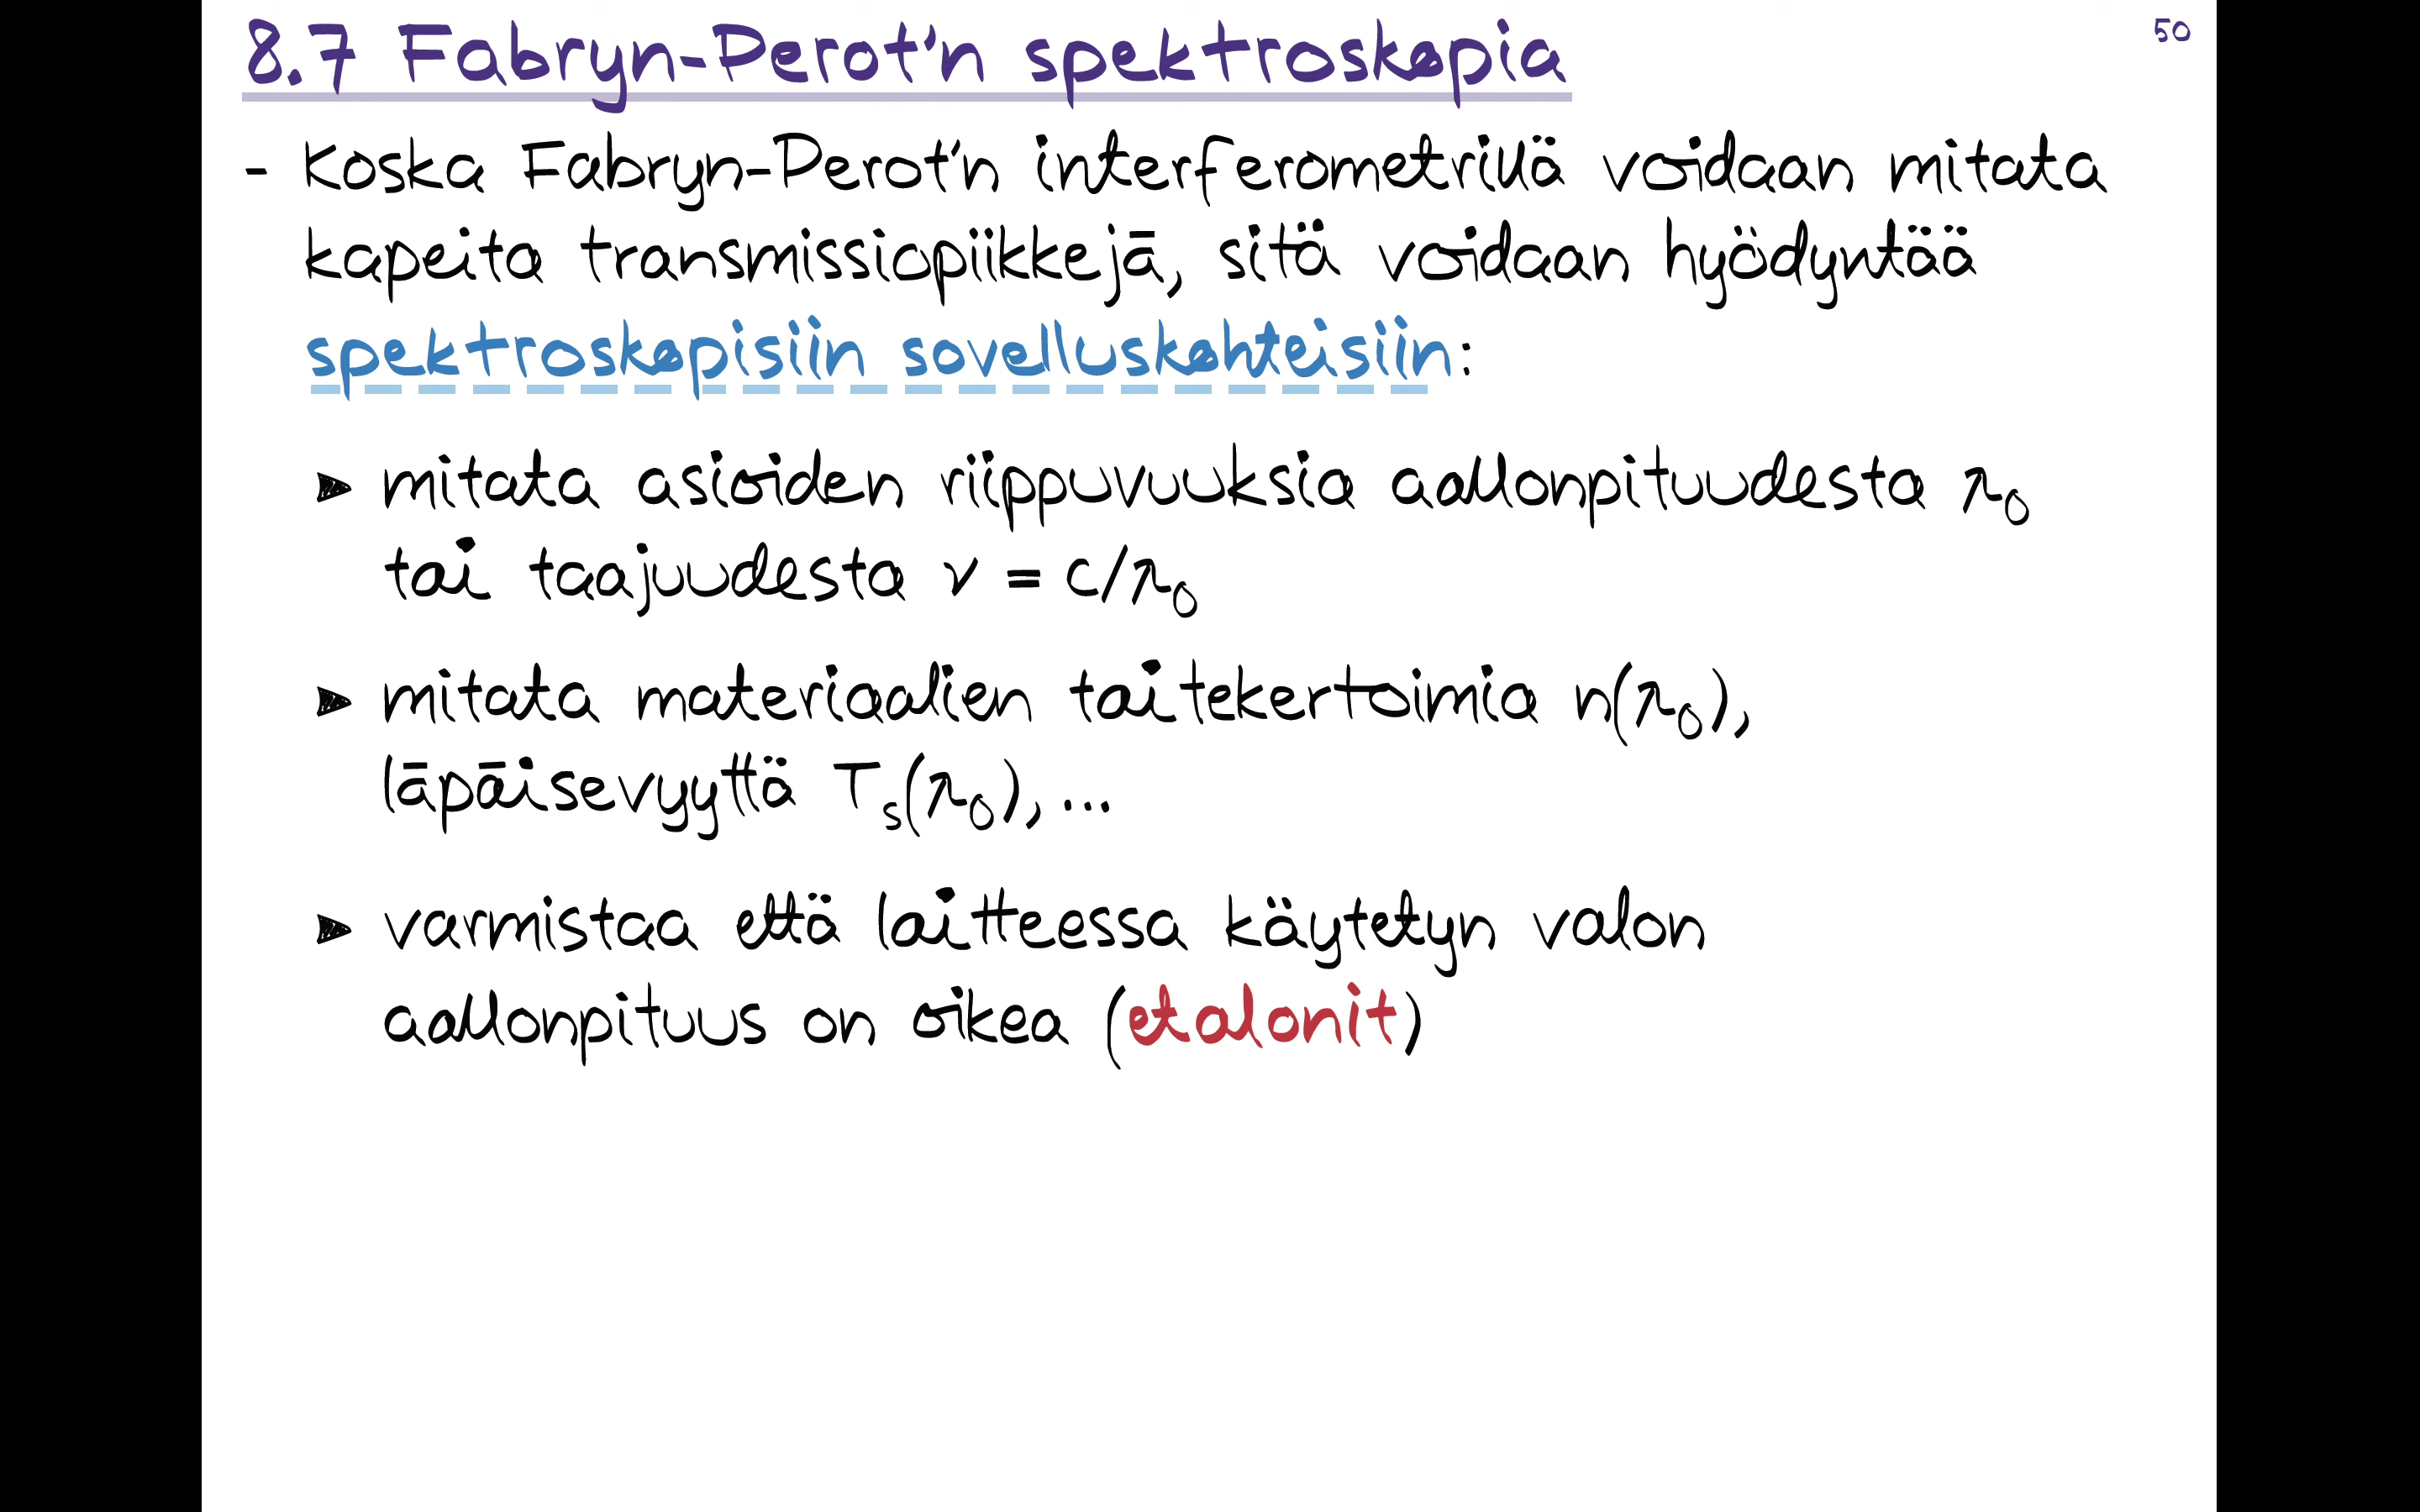 8.7 Fabryn-Perot'n spektroskopia
50
- Koska Fabryn-Perot'n interferometrillä voidaan mitata
kapeita transmissiopiikkejä, sitä voidaan hyödyntää
spektroskopisiin sovelluskohteisiin:
➤ mitata asioiden riippuvuuksia aallonpituudesta λ₀
tai taajuudesta ν = c/λ₀
➤ mitata materiaalien taitekertoimia n(λ₀),
läpäisevyyttä Tₛ(λ₀), ...
➤ varmistaa että laitteessa käytetyn valon
aallonpituus on oikea (etalonit)